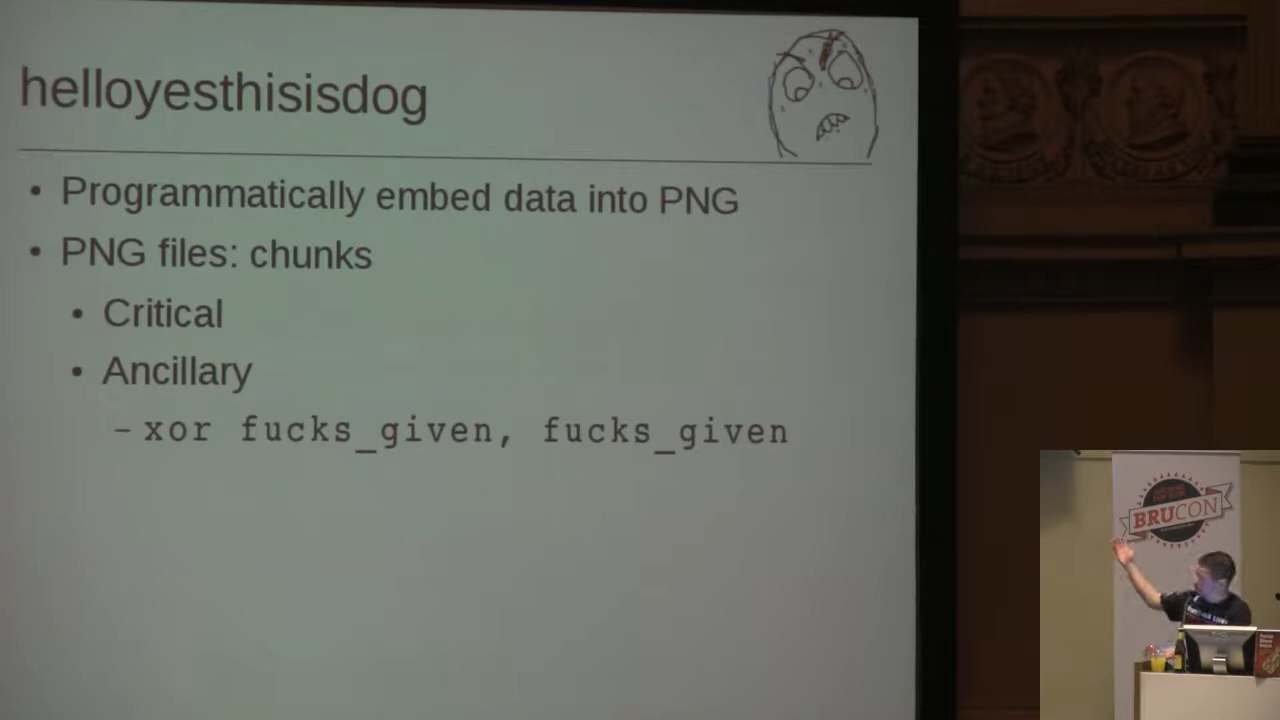 helloyesthisisdog
• Programmatically embed data into PNG
• PNG files: chunks
• Critical
• Ancillary
– xor fucks_given, fucks_given
BRUCON